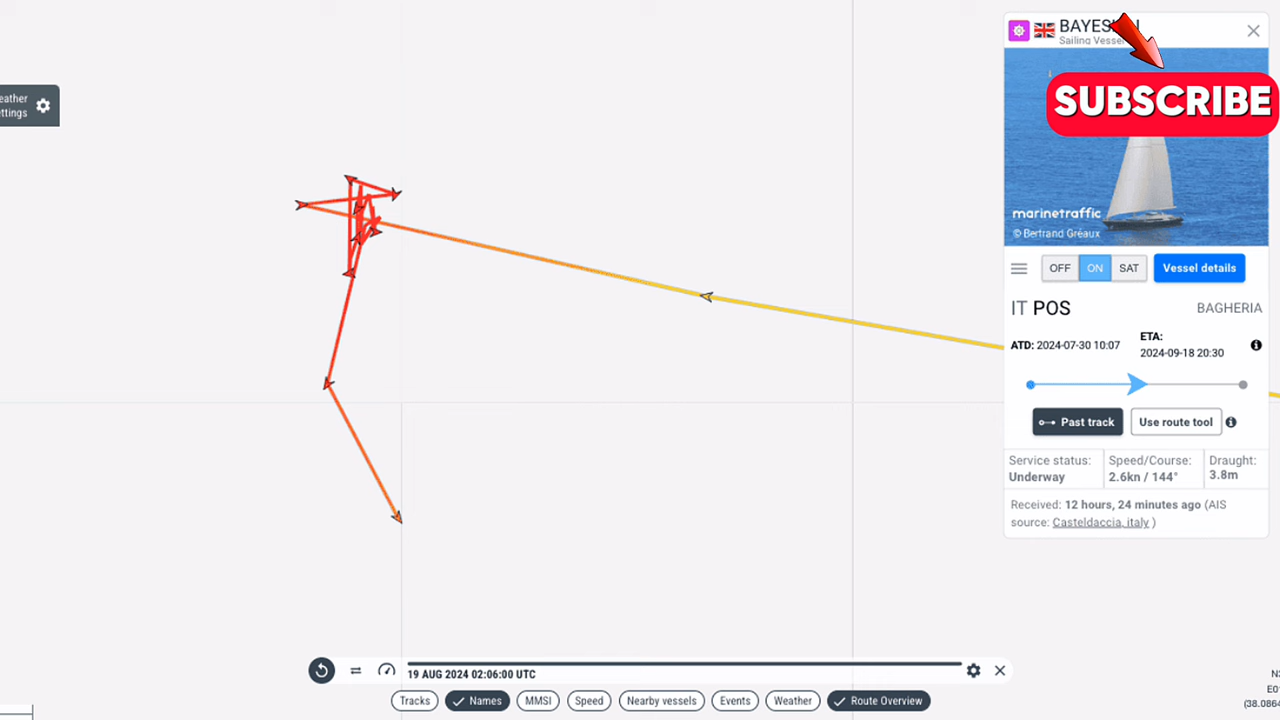 BAYES
Sailing Vesse
SUBSCRIBE
eather
ettings
marinetraffic
© Bertrand Gréaux
OFF ON SAT Vessel details
IT POS BAGHERIA
ATD: 2024-07-30 10:07
ETA:
2024-09-18 20:30
Past track Use route tool
Service status: Speed/Course: Draught:
Underway 2.6kn / 144° 3.8m
Received: 12 hours, 24 minutes ago (AIS
source: Casteldaccia, italy )
19 AUG 2024 02:06:00 UTC
Tracks Names MMSI Speed Nearby vessels Events Weather Route Overview
(38.086